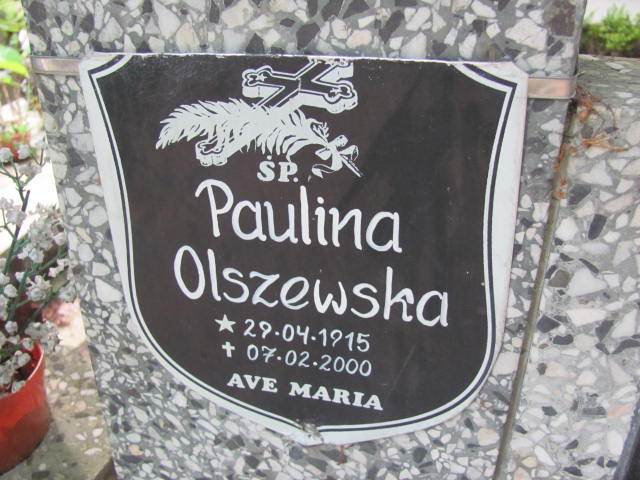 ŚP.
Paulina
Olszewska
★ 29.04.1915
✝ 07.02.2000
AVE MARIA